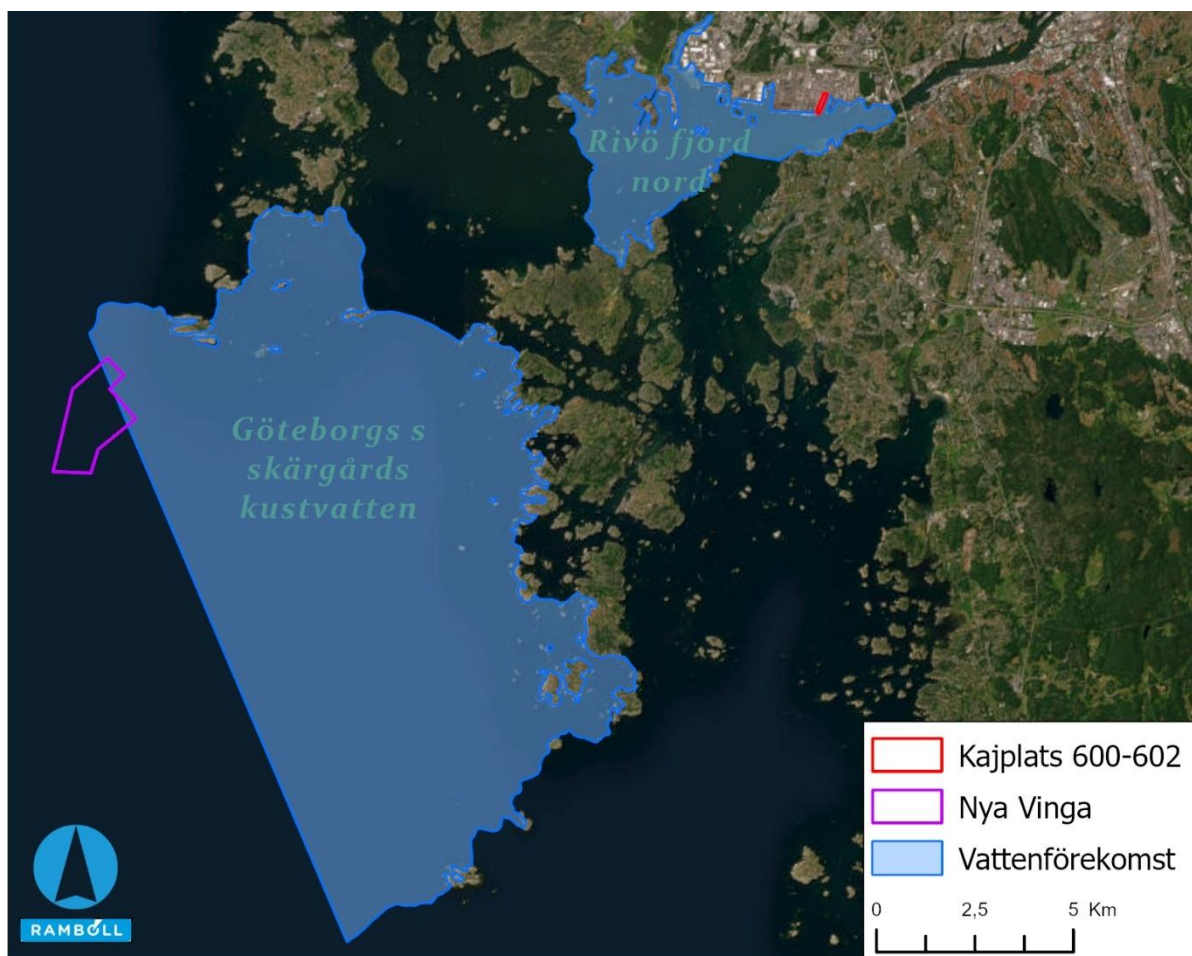 Rivö fjord
nord
Göteborgs s
skärgårds
kustvatten
Kajplats 600-602
Nya Vinga
Vattenförekomst
0 2,5 5 Km
RAMBOLL